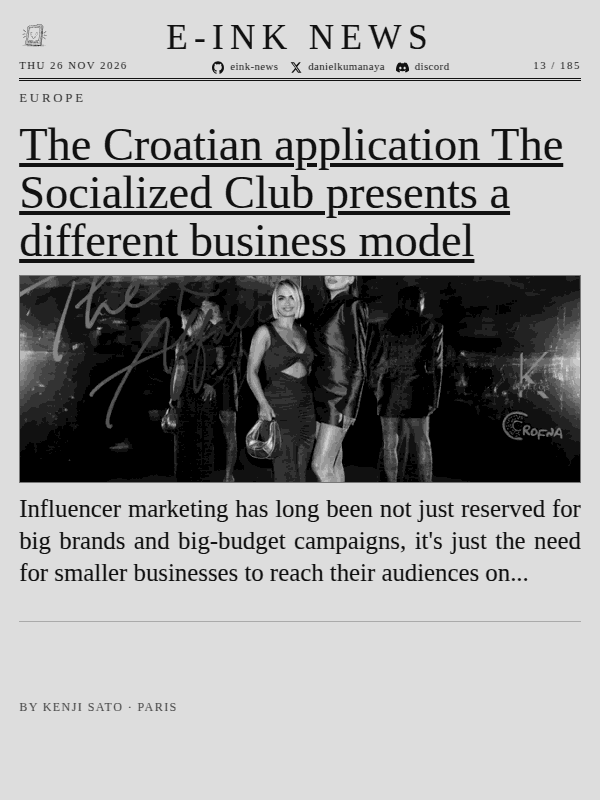 E-INK NEWS
THU 26 NOV 2026
eink-news danielkumanaya discord
13 / 185
EUROPE
The Croatian application The
Socialized Club presents a
different business model
The
K
CROFNA
Influencer marketing has long been not just reserved for
big brands and big-budget campaigns, it's just the need
for smaller businesses to reach their audiences on...
BY KENJI SATO · PARIS